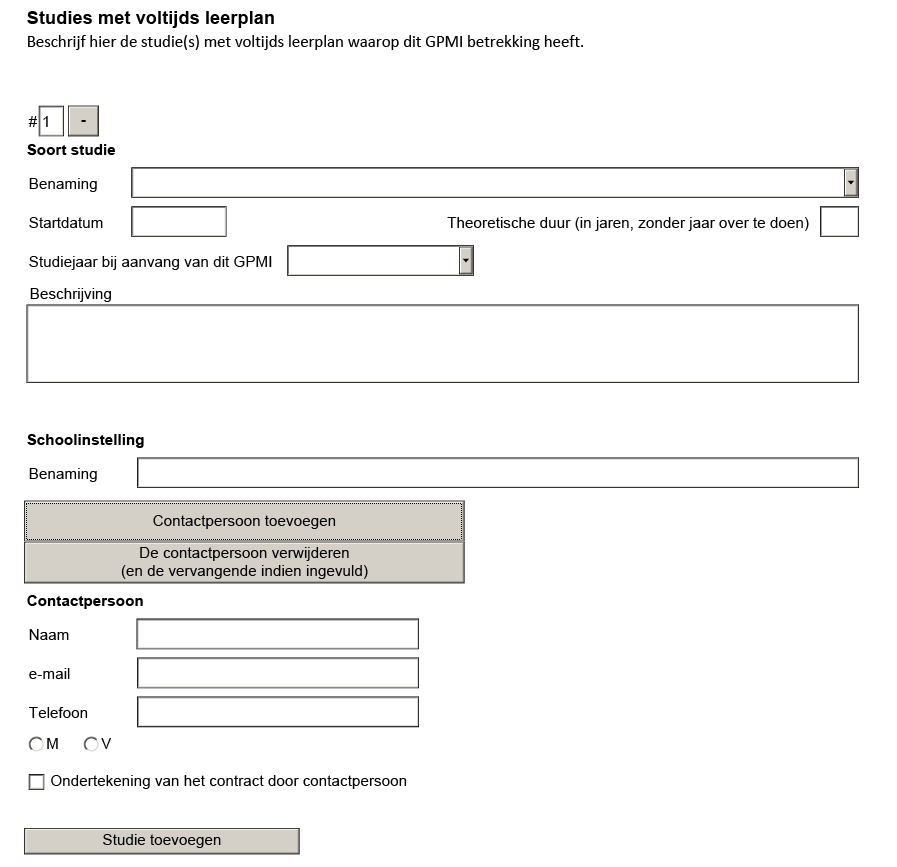 Studies met voltijds leerplan
Beschrijf hier de studie(s) met voltijds leerplan waarop dit GPMI betrekking heeft.
# 1 -
Soort studie
Benaming
Startdatum Theoretische duur (in jaren, zonder jaar over te doen)
Studiejaar bij aanvang van dit GPMI
Beschrijving
Schoolinstelling
Benaming
Contactpersoon toevoegen
De contactpersoon verwijderen
(en de vervangende indien ingevuld)
Contactpersoon
Naam
e-mail
Telefoon
M V
Ondertekening van het contract door contactpersoon
Studie toevoegen